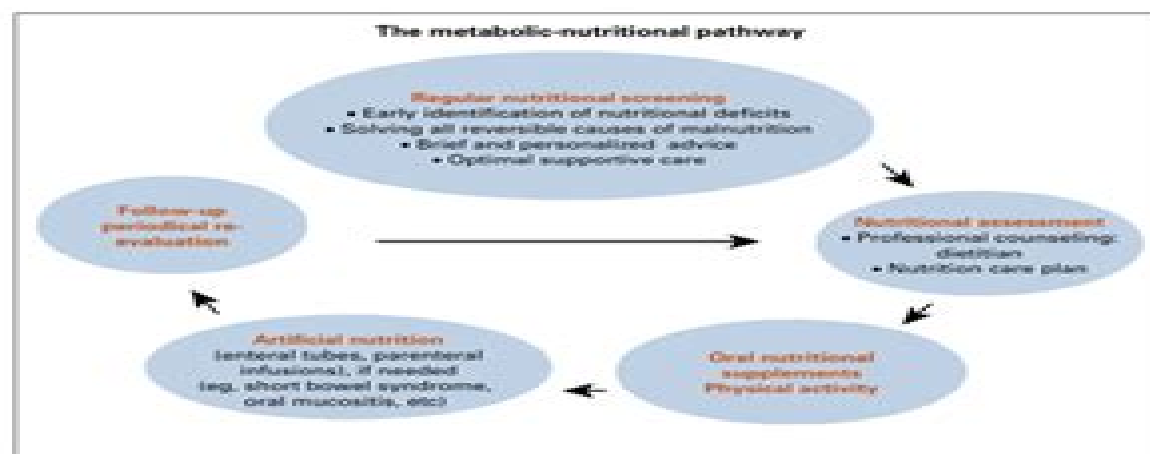 The metabolic-nutritional pathway
Regular nutritional screening
• Early identification of nutritional deficits
• Solving all reversible causes of malnutrition
• Brief and personalized advice
• Optimal supportive care
Nutritional assessment
• Professional counseling:
dietitian
• Nutrition care plan
Oral nutritional
supplements
Physical activity
Artificial nutrition
(enteral tubes, parenteral
infusions), if needed
(eg, short bowel syndrome,
oral mucositis, etc)
Follow-up
periodical re-
evaluation